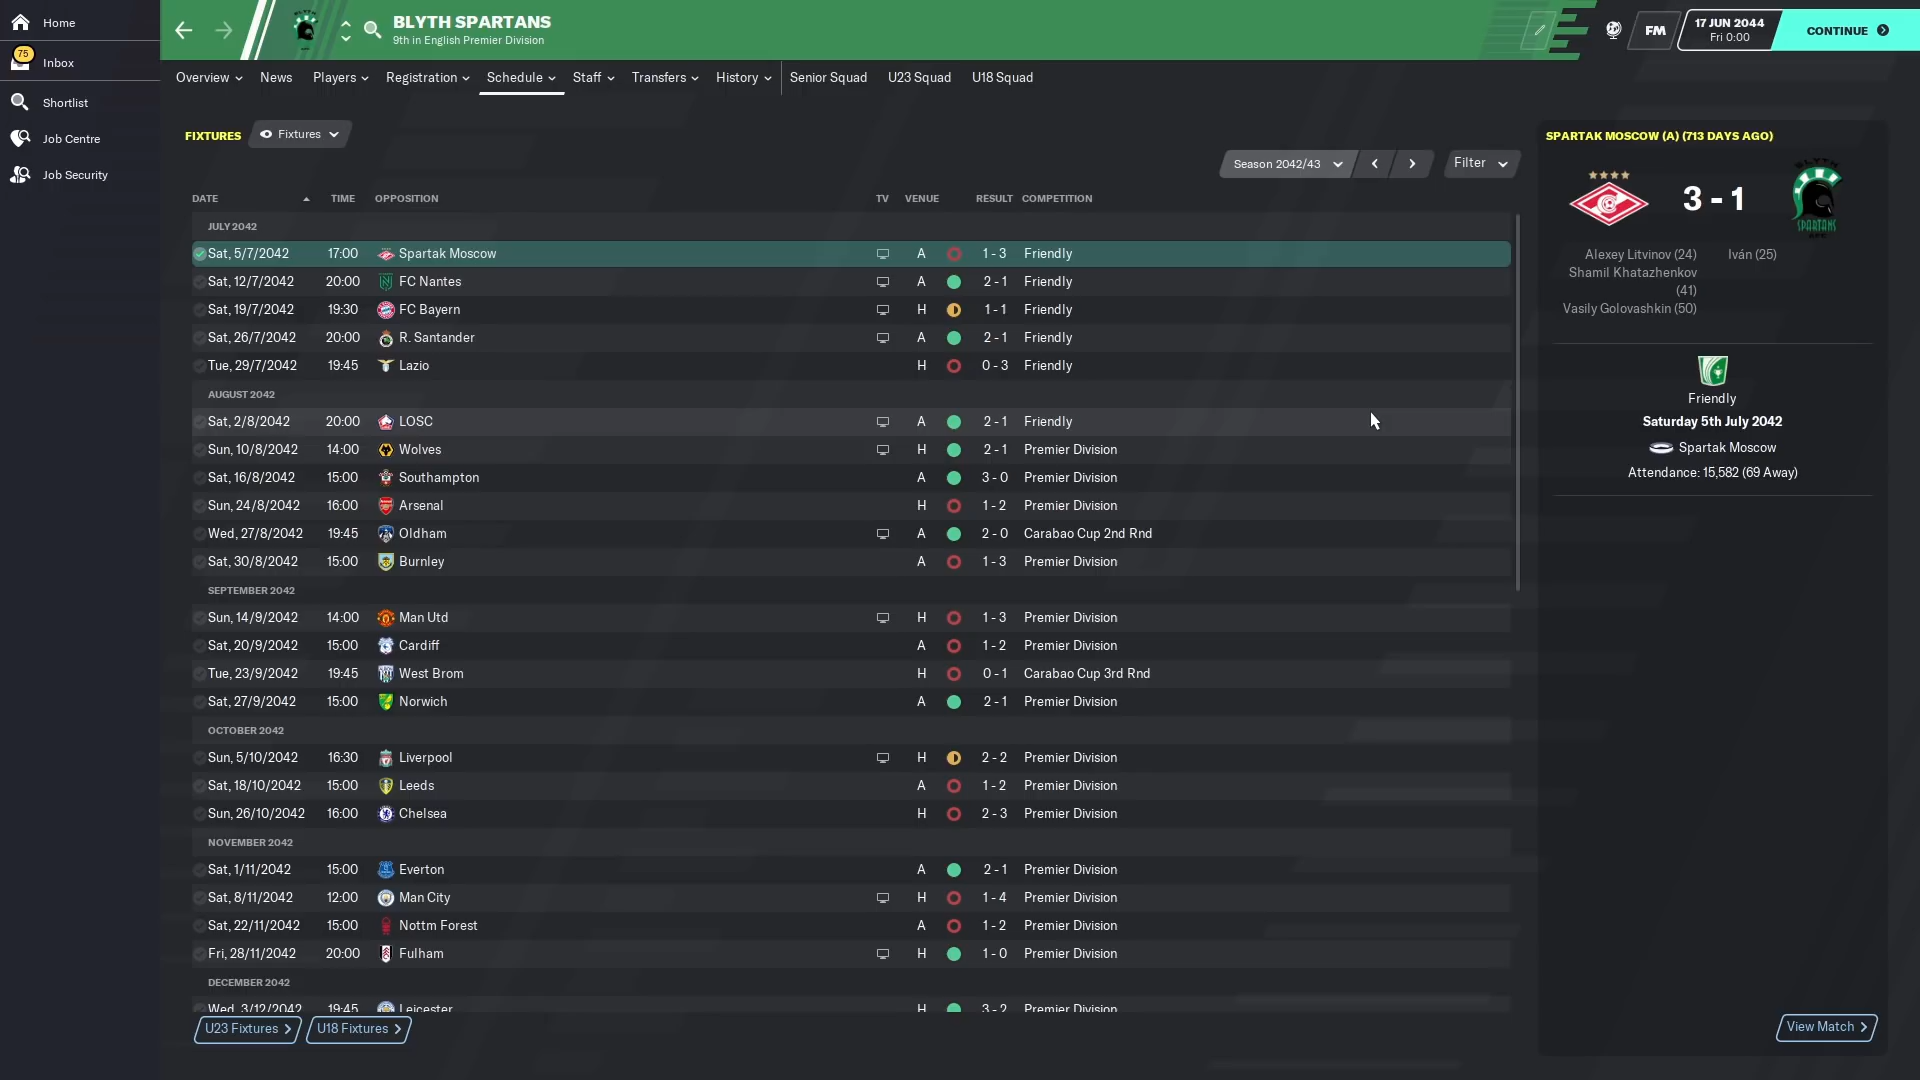 Home
BLYTH SPARTANS
9th in English Premier Division
FM
17 JUN 2044
Fri 0:00
CONTINUE
75
Inbox
Shortlist
Job Centre
Job Security
Overview News Players Registration Schedule Staff Transfers History Senior Squad U23 Squad U18 Squad
FIXTURES Fixtures
Season 2042/43 Filter
DATE TIME OPPOSITION TV VENUE RESULT COMPETITION
JULY 2042
Sat, 5/7/2042 17:00 Spartak Moscow A 1 - 3 Friendly
Sat, 12/7/2042 20:00 FC Nantes A 2 - 1 Friendly
Sat, 19/7/2042 19:30 FC Bayern H 1 - 1 Friendly
Sat, 26/7/2042 20:00 R. Santander A 2 - 1 Friendly
Tue, 29/7/2042 19:45 Lazio H 0 - 3 Friendly
AUGUST 2042
Sat, 2/8/2042 20:00 LOSC A 2 - 1 Friendly
Sun, 10/8/2042 14:00 Wolves H 2 - 1 Premier Division
Sat, 16/8/2042 15:00 Southampton A 3 - 0 Premier Division
Sun, 24/8/2042 16:00 Arsenal H 1 - 2 Premier Division
Wed, 27/8/2042 19:45 Oldham A 2 - 0 Carabao Cup 2nd Rnd
Sat, 30/8/2042 15:00 Burnley A 1 - 3 Premier Division
SEPTEMBER 2042
Sun, 14/9/2042 14:00 Man Utd H 1 - 3 Premier Division
Sat, 20/9/2042 15:00 Cardiff A 1 - 2 Premier Division
Tue, 23/9/2042 19:45 West Brom H 0 - 1 Carabao Cup 3rd Rnd
Sat, 27/9/2042 15:00 Norwich A 2 - 1 Premier Division
OCTOBER 2042
Sun, 5/10/2042 16:30 Liverpool H 2 - 2 Premier Division
Sat, 18/10/2042 15:00 Leeds A 1 - 2 Premier Division
Sun, 26/10/2042 16:00 Chelsea H 2 - 3 Premier Division
NOVEMBER 2042
Sat, 1/11/2042 15:00 Everton A 2 - 1 Premier Division
Sat, 8/11/2042 12:00 Man City H 1 - 4 Premier Division
Sat, 22/11/2042 15:00 Nottm Forest A 1 - 2 Premier Division
Fri, 28/11/2042 20:00 Fulham H 1 - 0 Premier Division
DECEMBER 2042
Wed, 3/12/2042 19:45 Leicester H 3 - 2 Premier Division
U23 Fixtures U18 Fixtures
SPARTAK MOSCOW (A) (713 DAYS AGO)
3 - 1
BLYTH
SPARTANS
AFC
Alexey Litvinov (24) Iván (25)
Shamil Khatazhenkov
(41)
Vasily Golovashkin (50)
Friendly
Saturday 5th July 2042
Spartak Moscow
Attendance: 15,582 (69 Away)
View Match